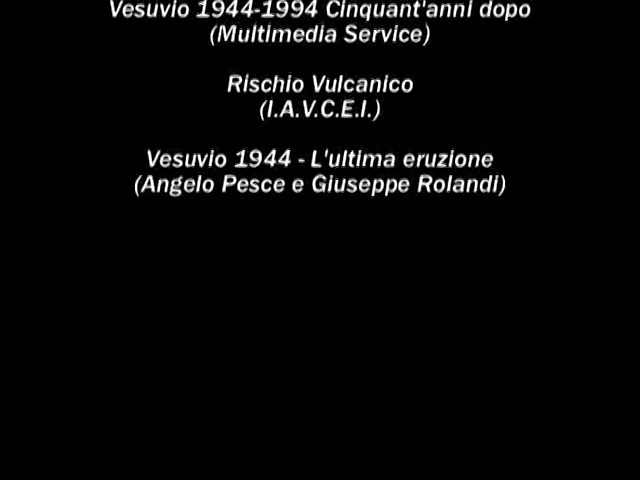 Vesuvio 1944-1994 Cinquant'anni dopo
(Multimedia Service)
Rischio Vulcanico
(I.A.V.C.E.I.)
Vesuvio 1944 - L'ultima eruzione
(Angelo Pesce e Giuseppe Rolandi)